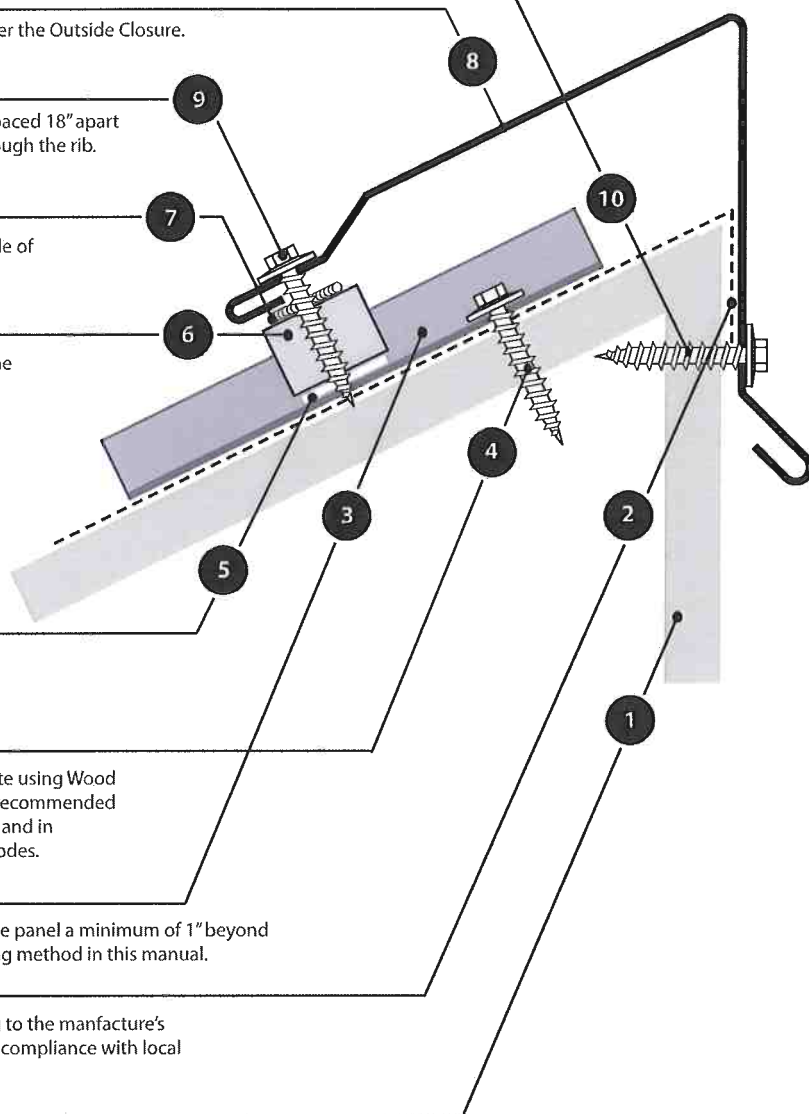 er the Outside Closure.
8
9
paced 18" apart
ugh the rib.
10
7
le of
6
ne
4
3
2
5
1
te using Wood
recommended
and in
odes.
e panel a minimum of 1" beyond
g method in this manual.
to the manfacture's
compliance with local